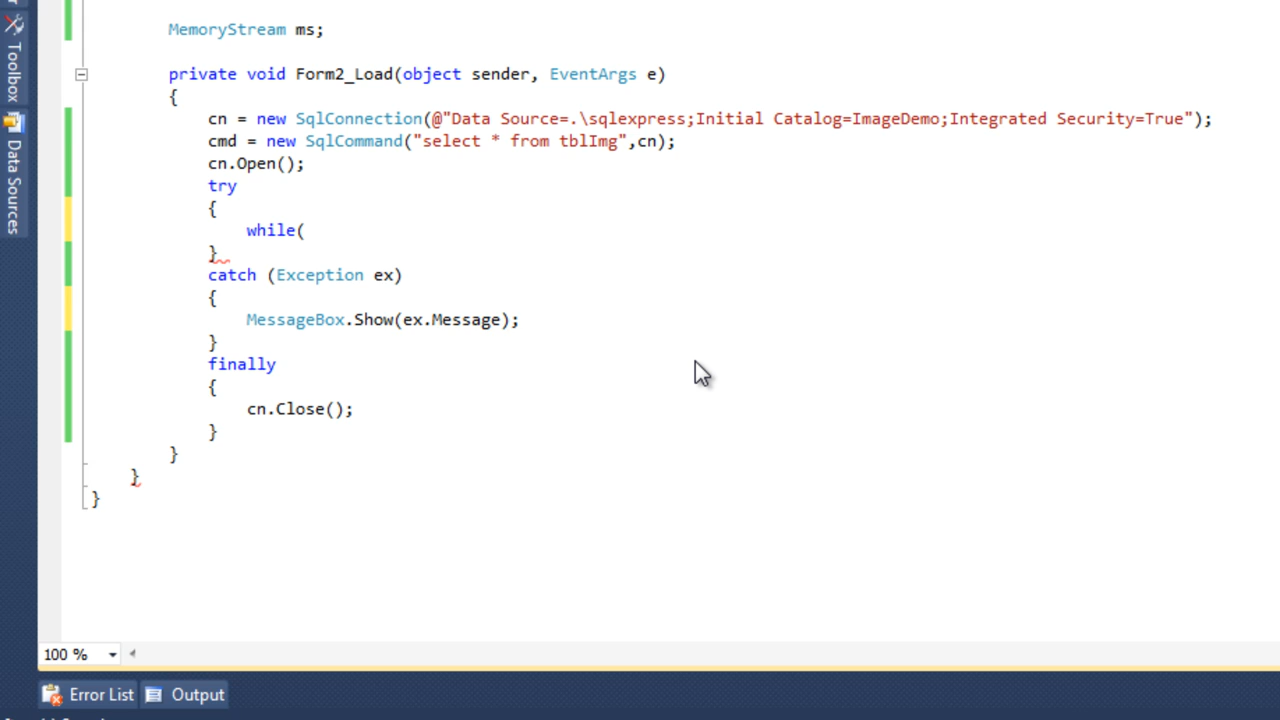 Toolbox
Data Sources
MemoryStream ms;
private void Form2_Load(object sender, EventArgs e)
{
cn = new SqlConnection(@"Data Source=.\sqlexpress;Initial Catalog=ImageDemo;Integrated Security=True");
cmd = new SqlCommand("select * from tblImg",cn);
cn.Open();
try
{
while(
}
catch (Exception ex)
{
MessageBox.Show(ex.Message);
}
finally
{
cn.Close();
}
}
}
}
100 %
Error List
Output